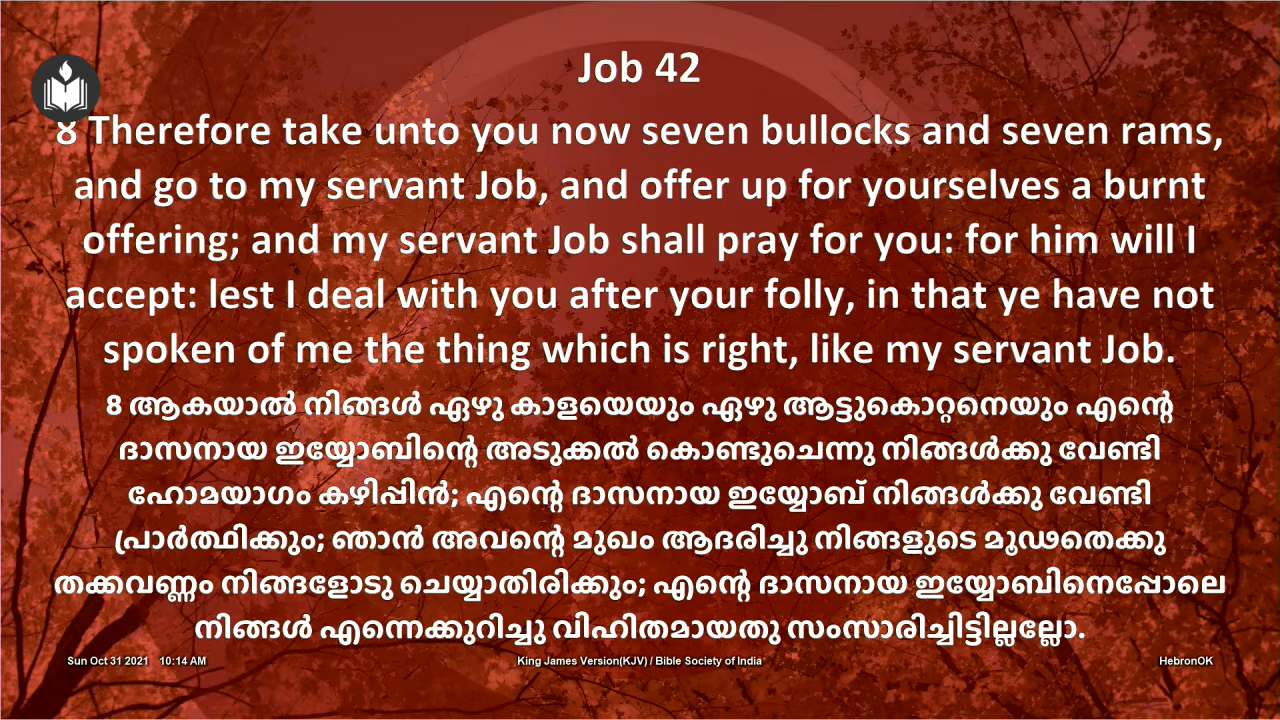 Job 42
8 Therefore take unto you now seven bullocks and seven rams,
and go to my servant Job, and offer up for yourselves a burnt
offering; and my servant Job shall pray for you: for him will I
accept: lest I deal with you after your folly, in that ye have not
spoken of me the thing which is right, like my servant Job.
8 ആകയാൽ നിങ്ങൾ ഏഴു കാളയെയും ഏഴു ആട്ടുകൊറ്റനെയും എന്റെ
ദാസനായ ഇയ്യോബിന്റെ അടുക്കൽ കൊണ്ടുചെന്നു നിങ്ങൾക്കു വേണ്ടി
ഹോമയാഗം കഴിപ്പിൻ; എന്റെ ദാസനായ ഇയ്യോബ് നിങ്ങൾക്കു വേണ്ടി
പ്രാർത്ഥിക്കും; ഞാൻ അവന്റെ മുഖം ആദരിച്ചു നിങ്ങളുടെ മൂഢതെക്കു
തക്കവണ്ണം നിങ്ങളോടു ചെയ്യാതിരിക്കും; എന്റെ ദാസനായ ഇയ്യോബിനെപ്പോലെ
നിങ്ങൾ എന്നെക്കുറിച്ചു വിഹിതമായതു സംസാരിച്ചിട്ടില്ലല്ലോ.
Sun Oct 31 2021 10:14 AM
King James Version(KJV) / Bible Society of India
HebronOK